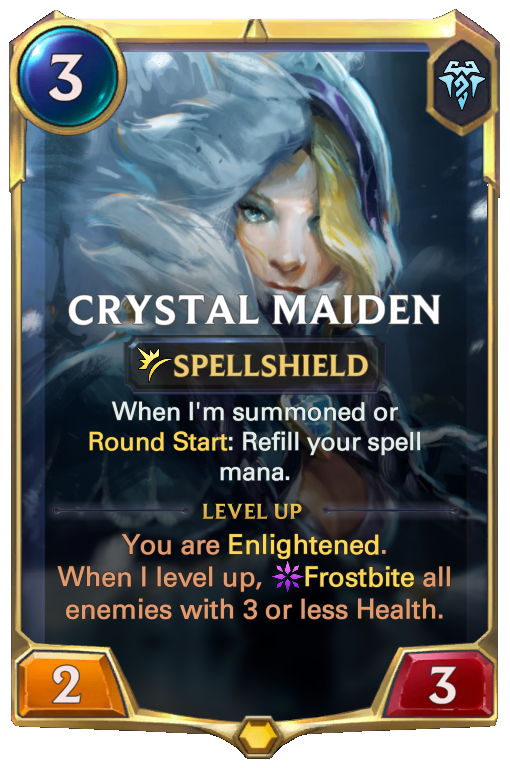 3
CRYSTAL MAIDEN
SPELLSHIELD
When I'm summoned or
Round Start: Refill your spell
mana.
LEVEL UP
You are Enlightened.
When I level up, Frostbite all
enemies with 3 or less Health.
2
3